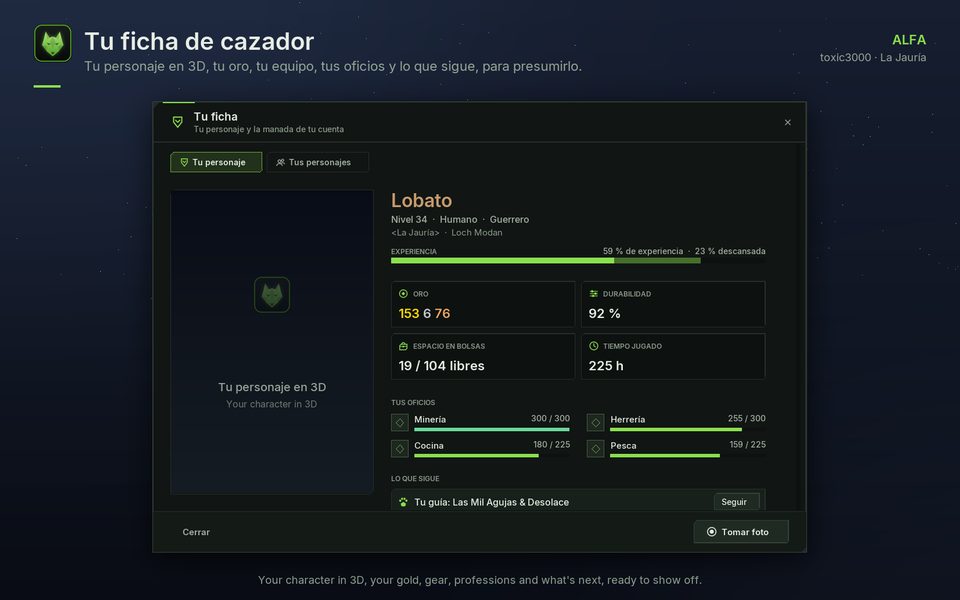 Tu ficha de cazador
Tu personaje en 3D, tu oro, tu equipo, tus oficios y lo que sigue, para presumirlo.
ALFA
toxic3000 · La Jauría
Tu ficha
Tu personaje y la manada de tu cuenta
×
Tu personaje
Tus personajes
Tu personaje en 3D
Your character in 3D
Lobato
Nivel 34 · Humano · Guerrero
<La Jauría> · Loch Modan
EXPERIENCIA
59 % de experiencia · 23 % descansada
ORO
153 6 76
DURABILIDAD
92 %
ESPACIO EN BOLSAS
19 / 104 libres
TIEMPO JUGADO
225 h
TUS OFICIOS
Minería 300 / 300
Herrería 255 / 300
Cocina 180 / 225
Pesca 159 / 225
LO QUE SIGUE
Tu guía: Las Mil Agujas & Desolace
Seguir
Cerrar
Tomar foto
Your character in 3D, your gold, gear, professions and what's next, ready to show off.